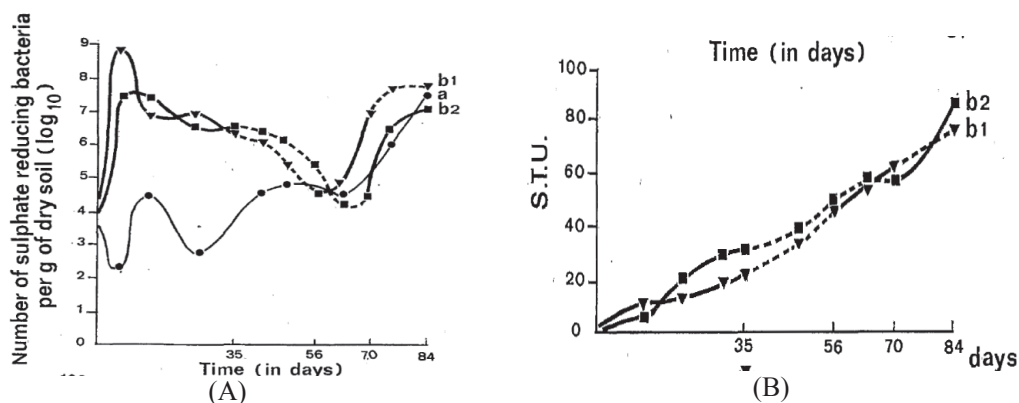 Number of sulphate reducing bacteria
per g of dry soil (log10)
9
8
7
6
5
4
3
2
1
0
b1
a
b2
35
56
70
84
Time (in days)
(A)
Time (in days)
S.T.U.
100
80
60
40
20
0
b2
b1
35
56
70
84
days
(B)